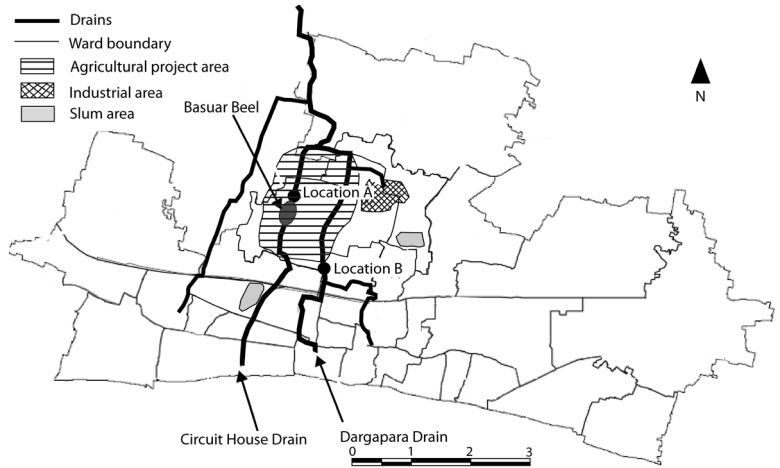 Drains
Ward boundary
Agricultural project area
Industrial area
Slum area
Basuar Beel
N
Location A
Location B
Circuit House Drain
Dargapara Drain
0 1 2 3